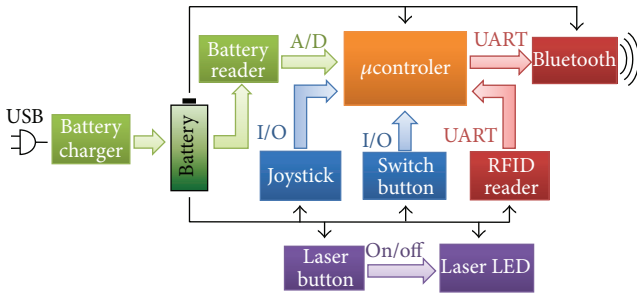 Battery
reader
A/D
μcontroler
UART
Bluetooth
USB
Battery
charger
Battery
I/O
I/O
UART
Joystick
Switch
button
RFID
reader
Laser
button
On/off
Laser LED